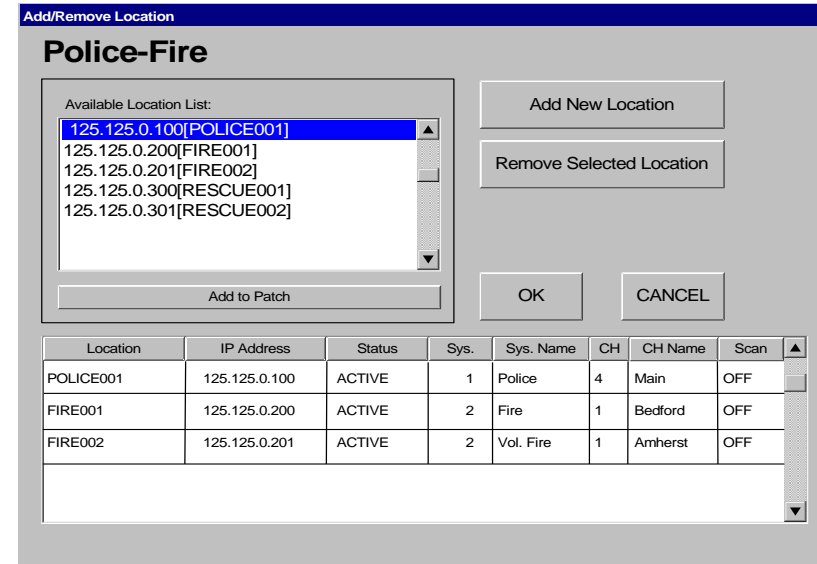 Add/Remove Location
Police-Fire
Available Location List:
125.125.0.100[POLICE001]
125.125.0.200[FIRE001]
125.125.0.201[FIRE002]
125.125.0.300[RESCUE001]
125.125.0.301[RESCUE002]
Add to Patch
Add New Location
Remove Selected Location
OK CANCEL
Location IP Address Status Sys. Sys. Name CH CH Name Scan
POLICE001 125.125.0.100 ACTIVE 1 Police 4 Main OFF
FIRE001 125.125.0.200 ACTIVE 2 Fire 1 Bedford OFF
FIRE002 125.125.0.201 ACTIVE 2 Vol. Fire 1 Amherst OFF